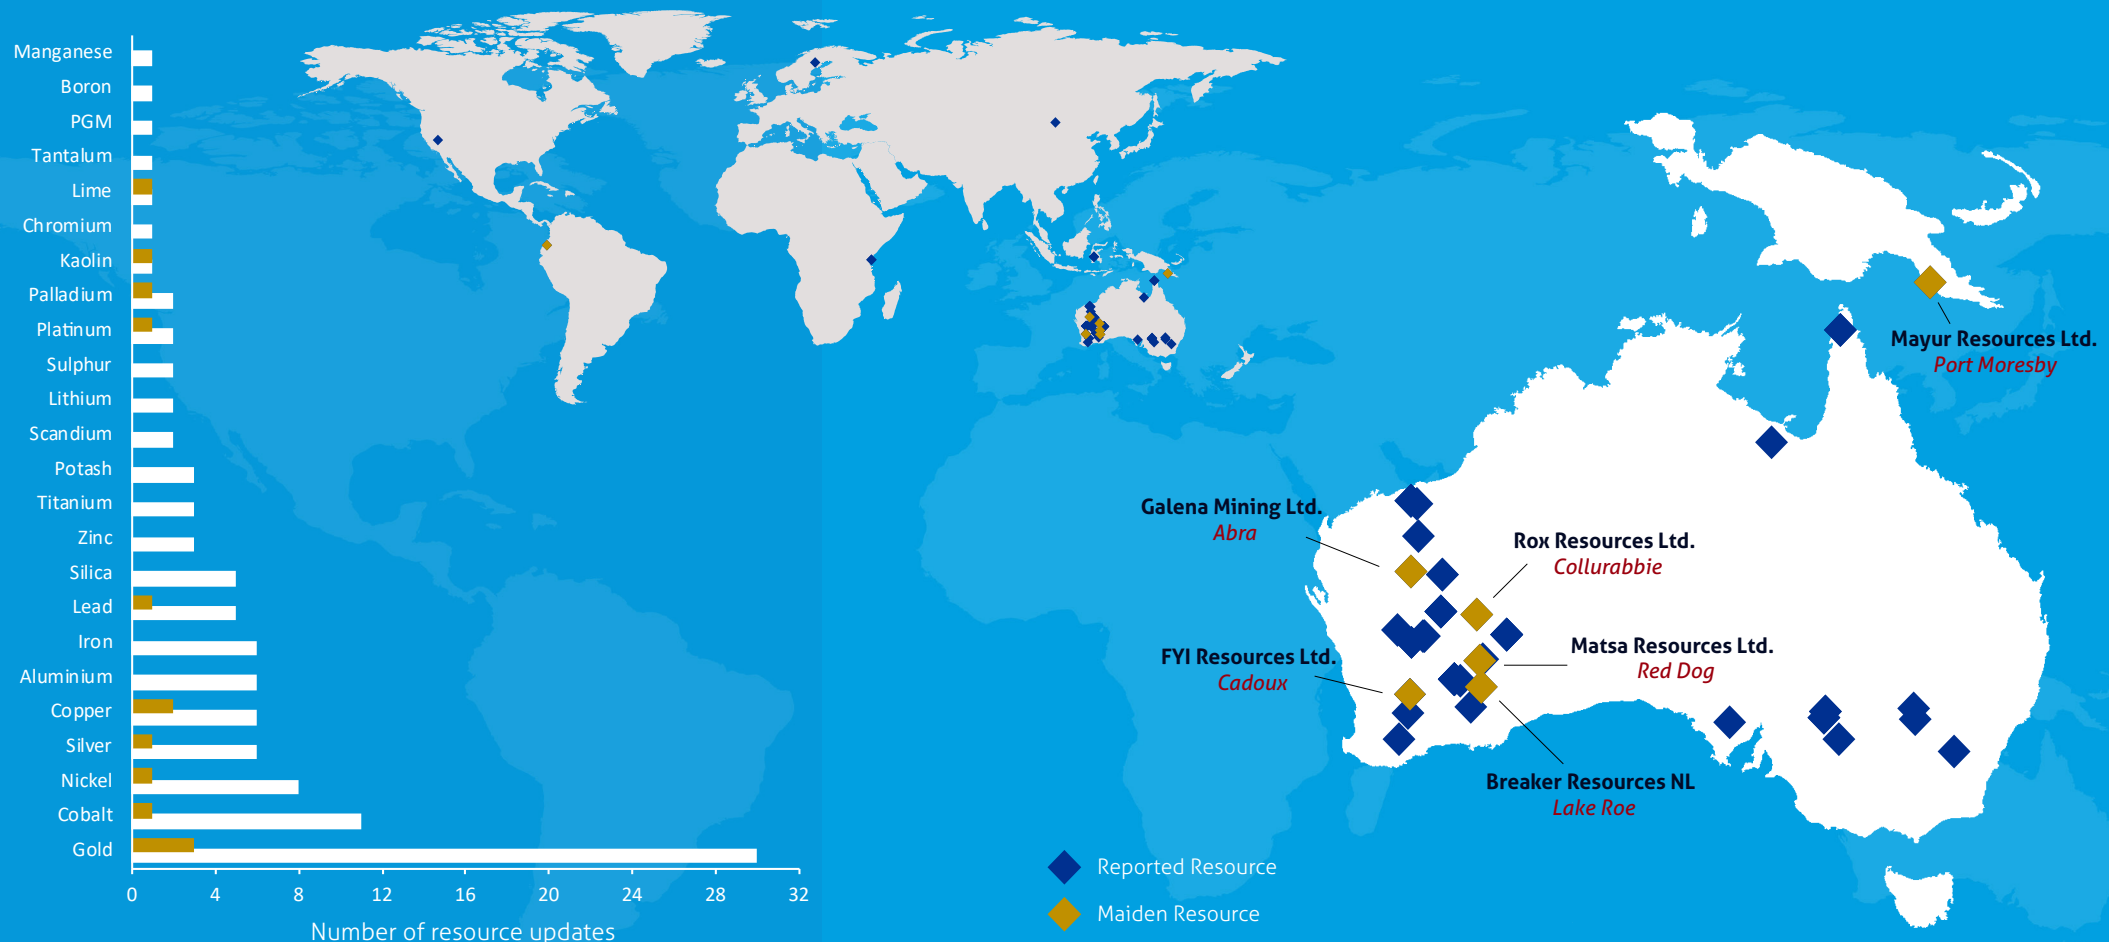 Manganese
Boron
PGM
Tantalum
Lime
Chromium
Kaolin
Palladium
Platinum
Sulphur
Lithium
Scandium
Potash
Titanium
Zinc
Silica
Lead
Iron
Aluminium
Copper
Silver
Nickel
Cobalt
Gold
0 4 8 12 16 20 24 28 32
Number of resource updates
Mayur Resources Ltd.
Port Moresby
Galena Mining Ltd.
Abra
Rox Resources Ltd.
Collurabbie
Matsa Resources Ltd.
Red Dog
FYI Resources Ltd.
Cadoux
Breaker Resources NL
Lake Roe
Reported Resource
Maiden Resource